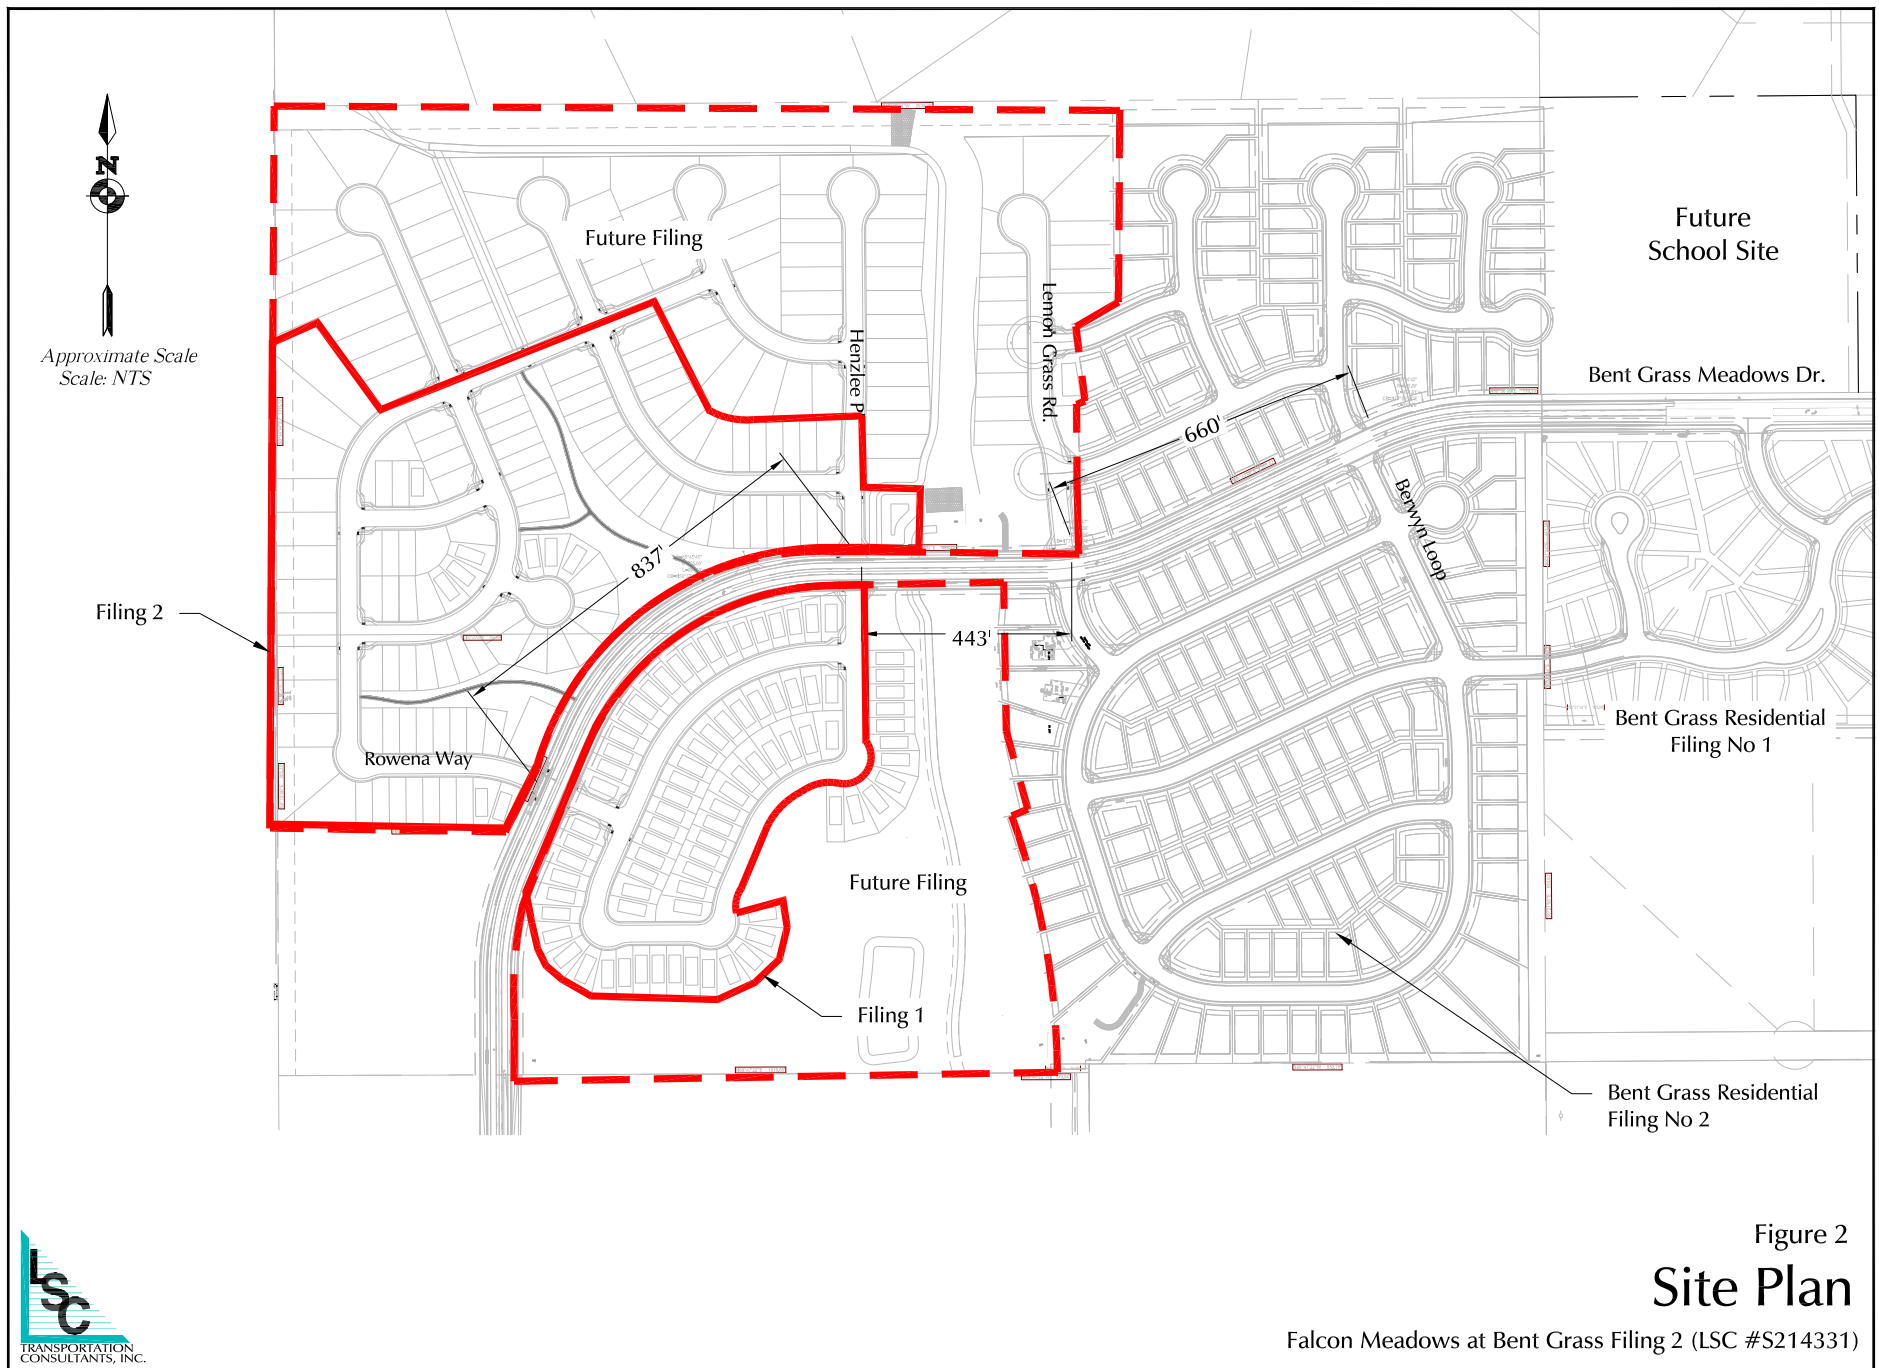 N
Approximate Scale
Scale: NTS
Future Filing
Future
School Site
Henzlee
Lemon Grass Rd.
Bent Grass Meadows Dr.
660'
Berwyn Loop
837'
Filing 2
443'
Bent Grass Residential
Filing No 1
Rowena Way
Future Filing
Filing 1
Bent Grass Residential
Filing No 2
Figure 2
Site Plan
Falcon Meadows at Bent Grass Filing 2 (LSC #S214331)
LSC
TRANSPORTATION
CONSULTANTS, INC.